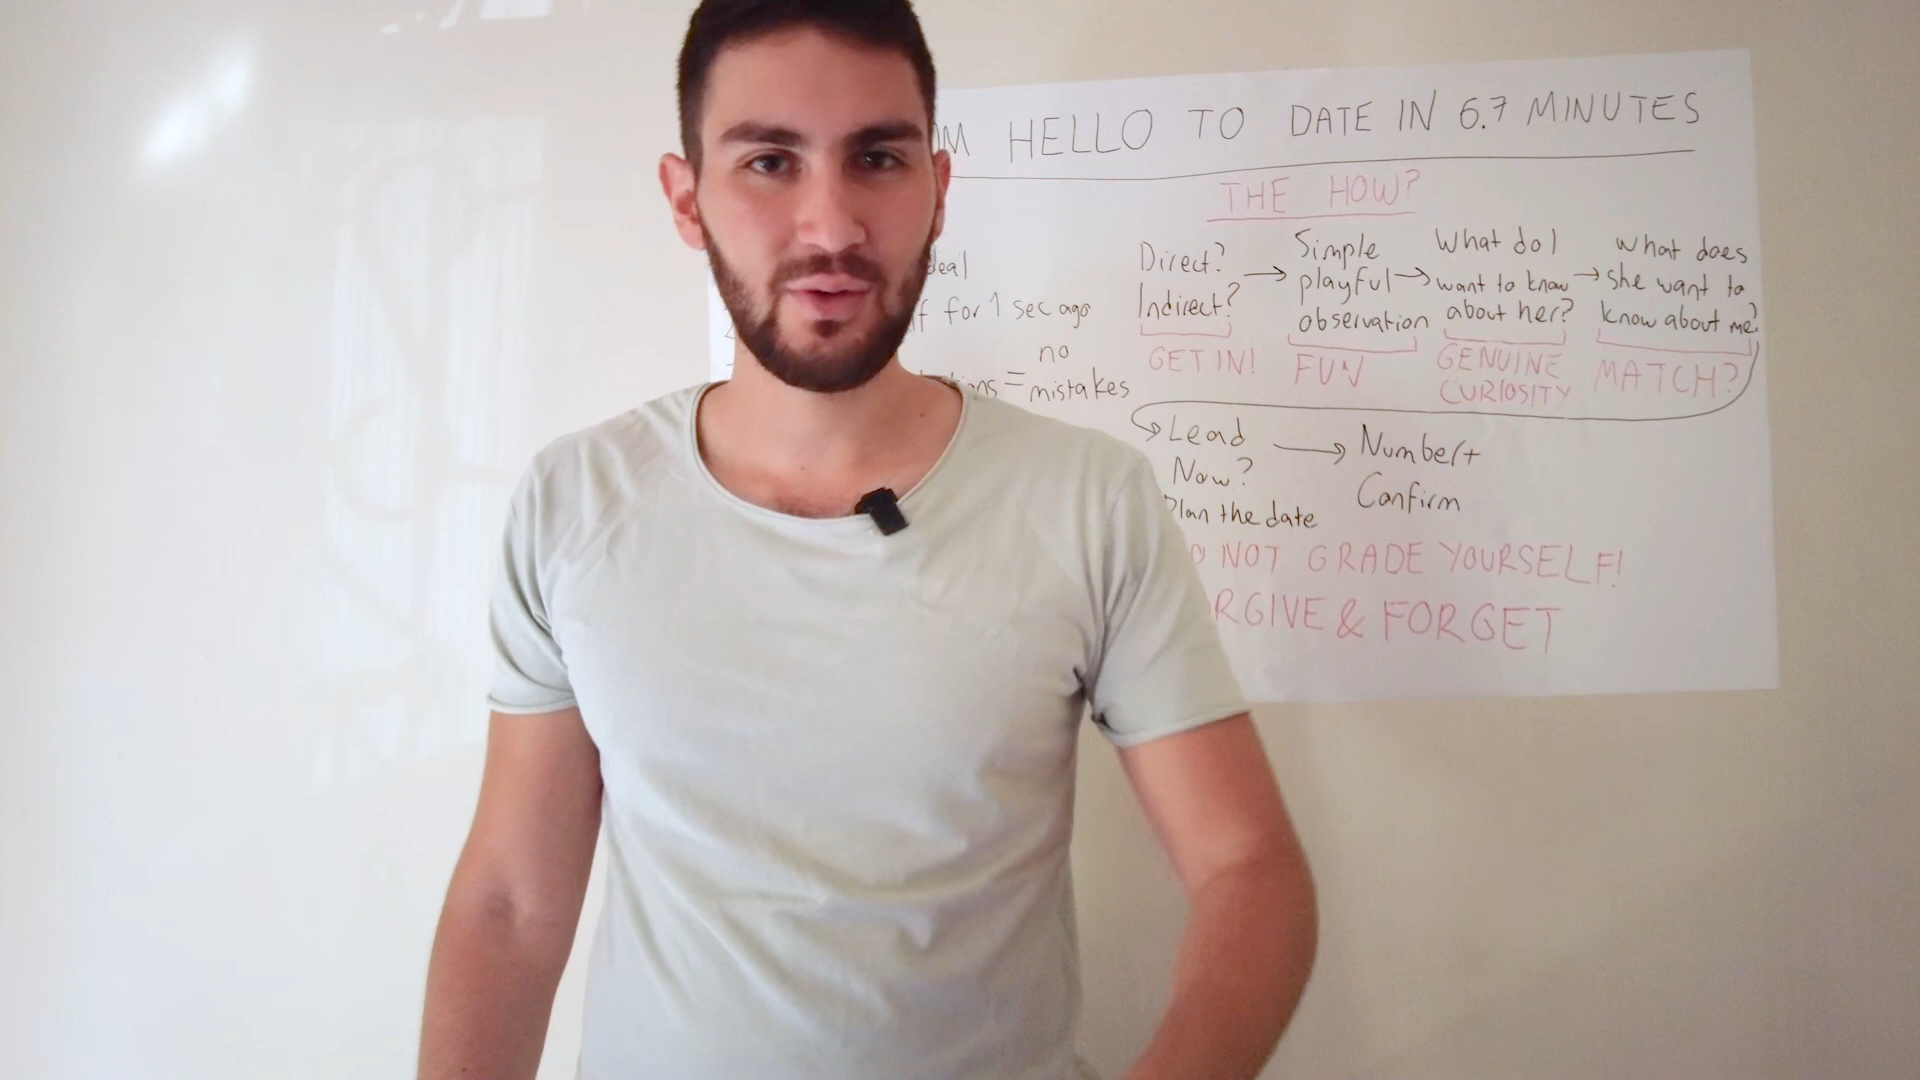 HELLO TO DATE IN 6.7 MINUTES
THE HOW?
for 1 sec ago
no
= mistakes
Direct?
Indirect?
GET IN!
Simple
playful
observation
FUN
What do I
want to know
about her?
GENUINE
CURIOSITY
What does
she want to
know about me?
MATCH?
Lead
Now?
Plan the date
Number+
Confirm
NOT GRADE YOURSELF!
& FORGET